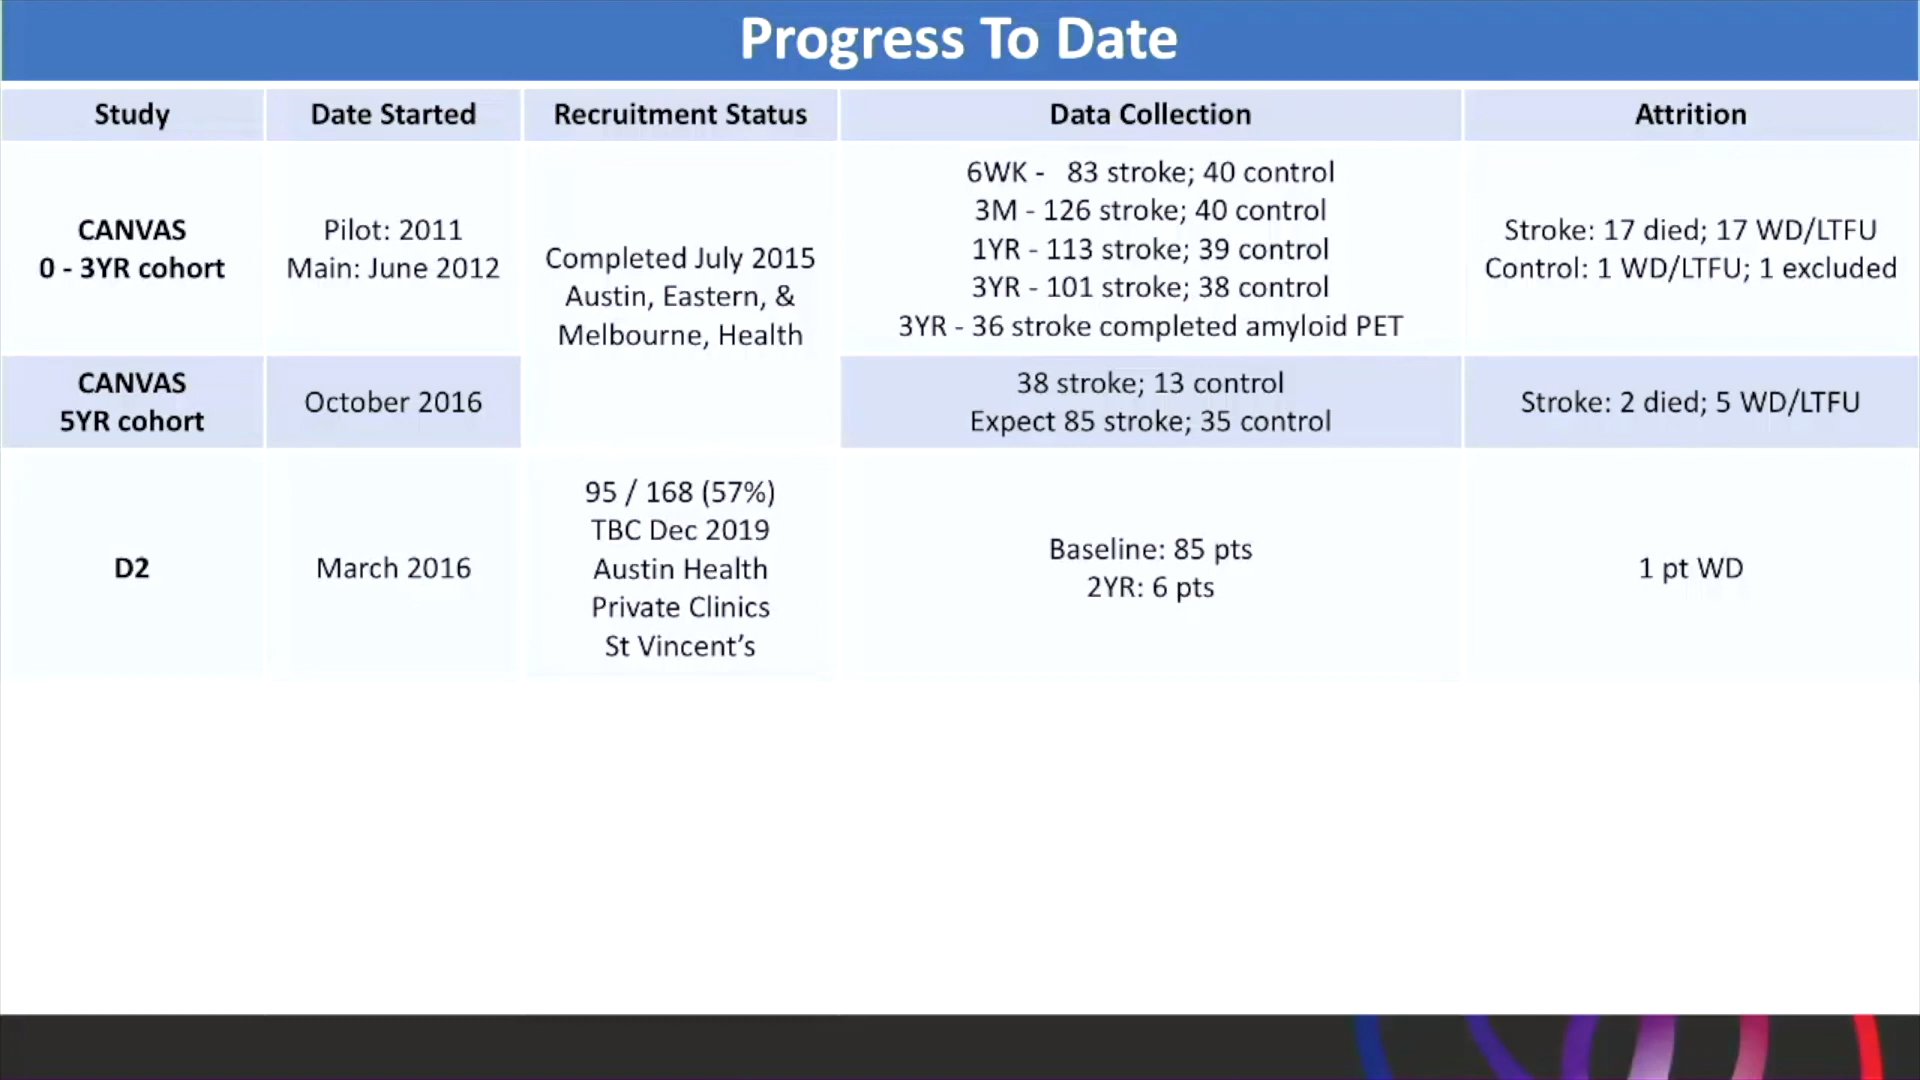 Progress To Date
Study Date Started Recruitment Status Data Collection Attrition
CANVAS
0 - 3YR cohort
Pilot: 2011
Main: June 2012
Completed July 2015
Austin, Eastern, &
Melbourne, Health
6WK - 83 stroke; 40 control
3M - 126 stroke; 40 control
1YR - 113 stroke; 39 control
3YR - 101 stroke; 38 control
3YR - 36 stroke completed amyloid PET
Stroke: 17 died; 17 WD/LTFU
Control: 1 WD/LTFU; 1 excluded
CANVAS
5YR cohort
October 2016
38 stroke; 13 control
Expect 85 stroke; 35 control
Stroke: 2 died; 5 WD/LTFU
D2
March 2016
95 / 168 (57%)
TBC Dec 2019
Austin Health
Private Clinics
St Vincent’s
Baseline: 85 pts
2YR: 6 pts
1 pt WD